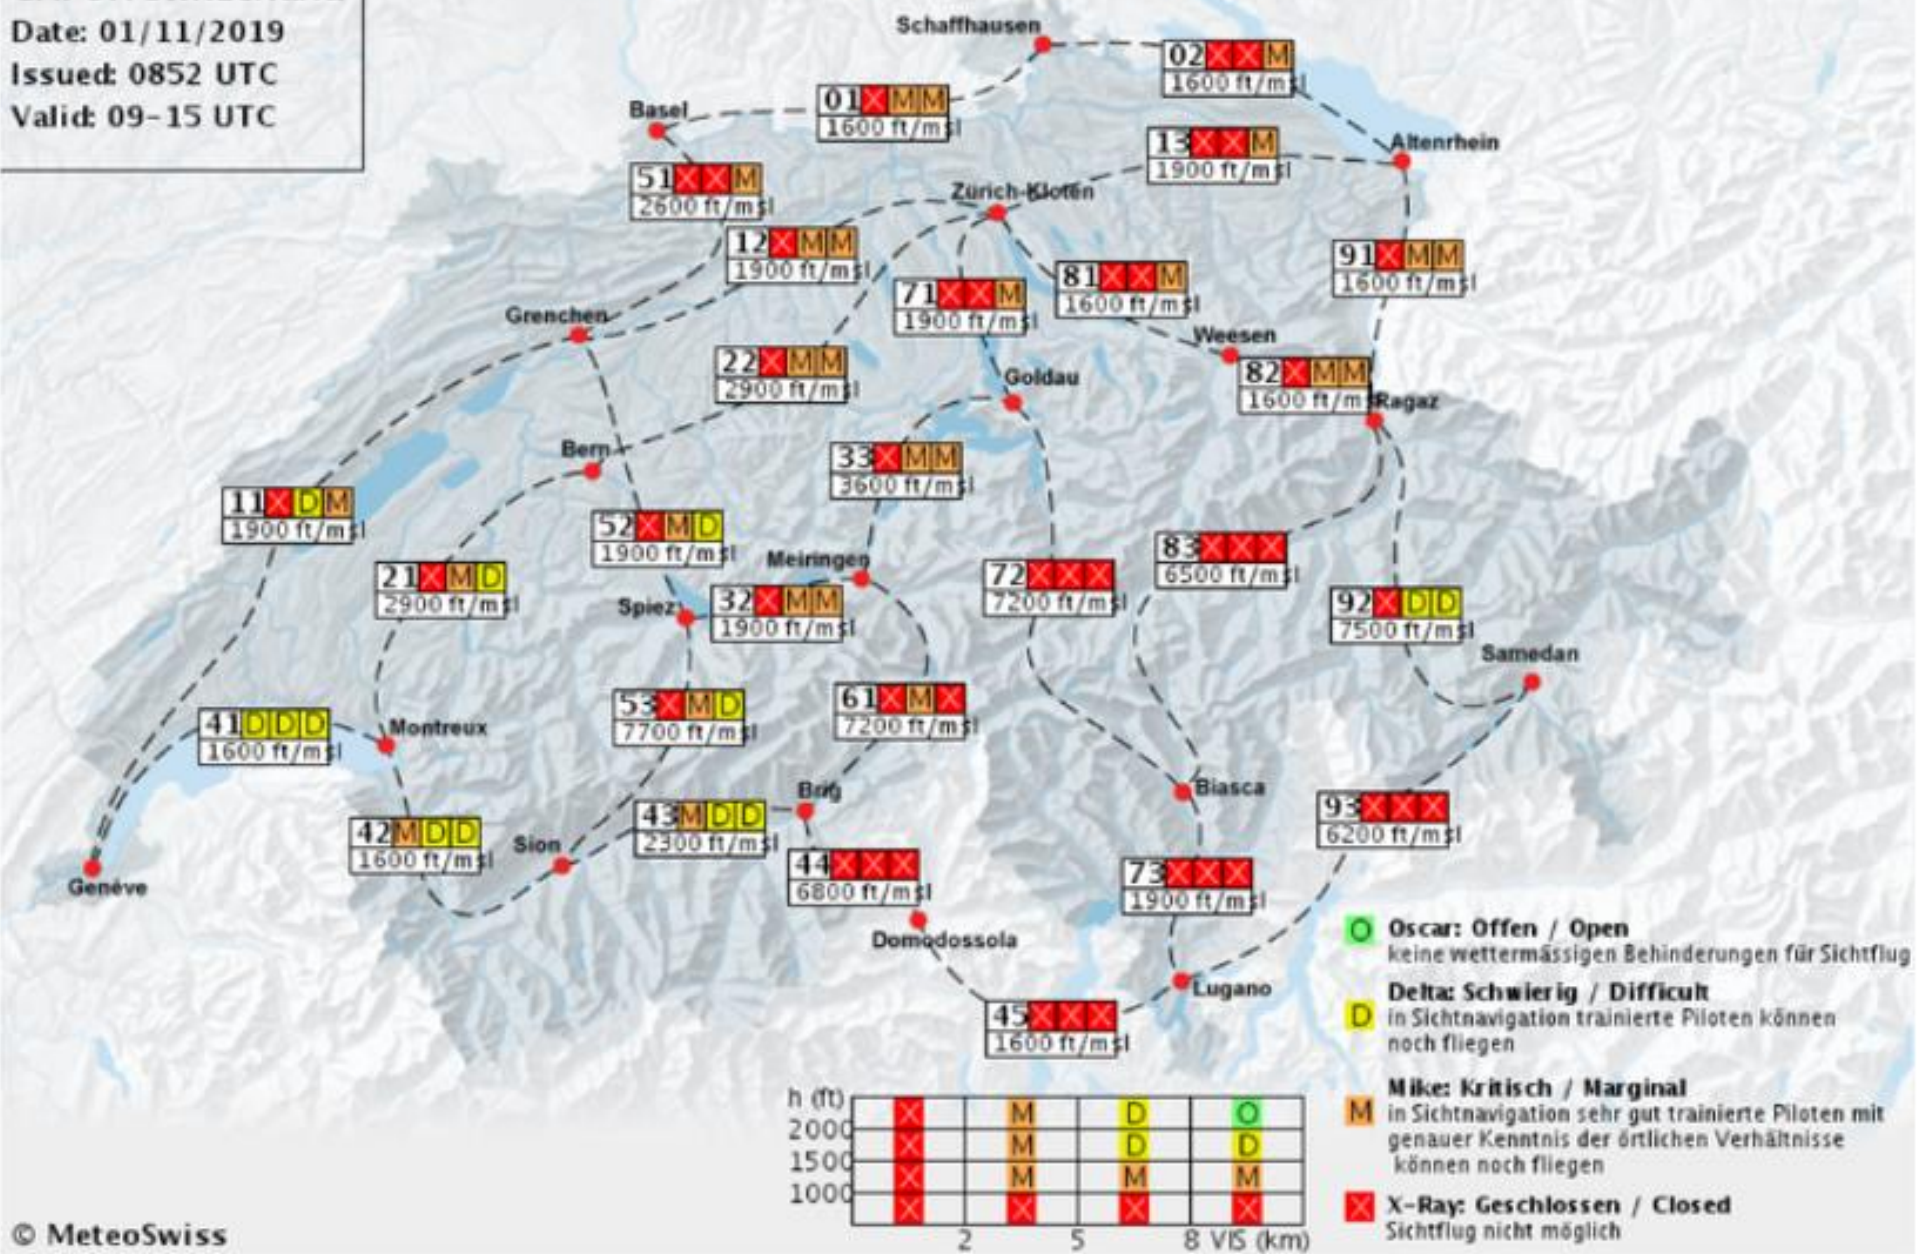 Date: 01/11/2019
Issued: 0852 UTC
Valid: 09-15 UTC
Schaffhausen
02 X X M
1600 ft/msl
01 X M M
1600 ft/msl
Basel
13 X X M
1900 ft/msl
Altenrhein
51 X X M
2600 ft/msl
Zürich-Kloten
12 X M M
1900 ft/msl
91 X M M
1600 ft/msl
71 X X M
1900 ft/msl
81 X X M
1600 ft/msl
Grenchen
Weesen
22 X M M
2900 ft/msl
Goldau
82 X M M
1600 ft/msl
Ragaz
Bern
33 X M M
3600 ft/msl
11 X D M
1900 ft/msl
52 X M D
1900 ft/msl
83 X X X
6500 ft/msl
Meiringen
21 X M D
2900 ft/msl
72 X X X
7200 ft/msl
Spiez
32 X M M
1900 ft/msl
92 X D D
7500 ft/msl
Samedan
53 X M D
7700 ft/msl
61 X M X
7200 ft/msl
41 D D D
1600 ft/msl
Montreux
Brig
Biasca
42 M D D
1600 ft/msl
Sion
43 M D D
2300 ft/msl
93 X X X
6200 ft/msl
Genéve
44 X X X
6800 ft/msl
73 X X X
1900 ft/msl
Domodossola
Lugano
45 X X X
1600 ft/msl
O Oscar: Offen / Open
keine wettermässigen Behinderungen für Sichtflug
D Delta: Schwierig / Difficult
in Sichtnavigation trainierte Piloten können
noch fliegen
M Mike: Kritisch / Marginal
in Sichtnavigation sehr gut trainierte Piloten mit
genauer Kenntnis der örtlichen Verhältnisse
können noch fliegen
X X-Ray: Geschlossen / Closed
Sichtflug nicht möglich
h (ft)
X M D O
2000
X M D D
1500
X M M M
1000
X X X X
2 5 8 VIS (km)
© MeteoSwiss